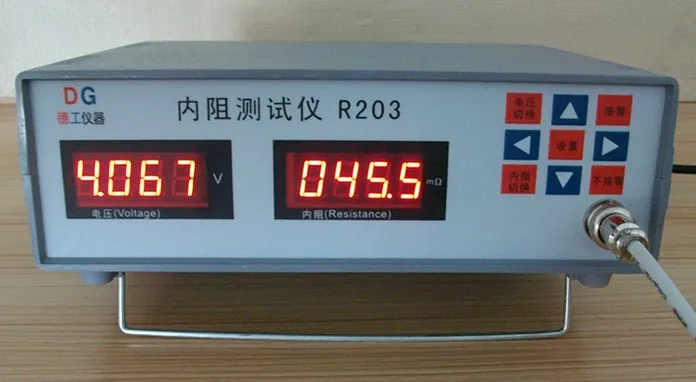 DG
德工仪器
内阻测试仪 R203
4.067 V
电压(Voltage)
045.5 mΩ
内阻(Resistance)
电压
切换
报警
设置
内阻
切换
不报警